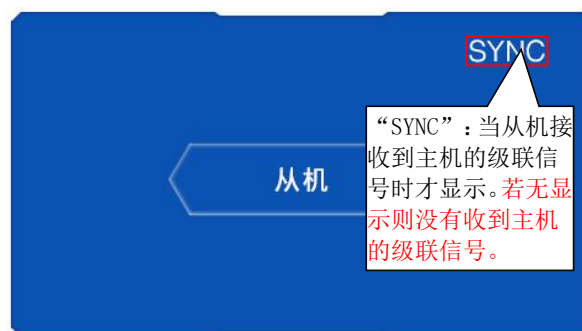 SYNC
“SYNC”:当从机接
收到主机的级联信
号时才显示。若无显
示则没有收到主机
的级联信号。
从机